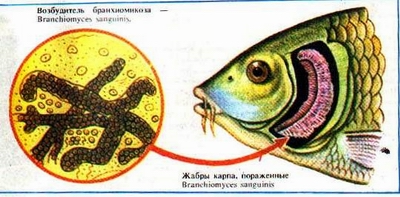 Возбудитель бранхиомикоза —
Branchiomyces sanguinis.
Жабры карпа, пораженные
Branchiomyces sanguinis